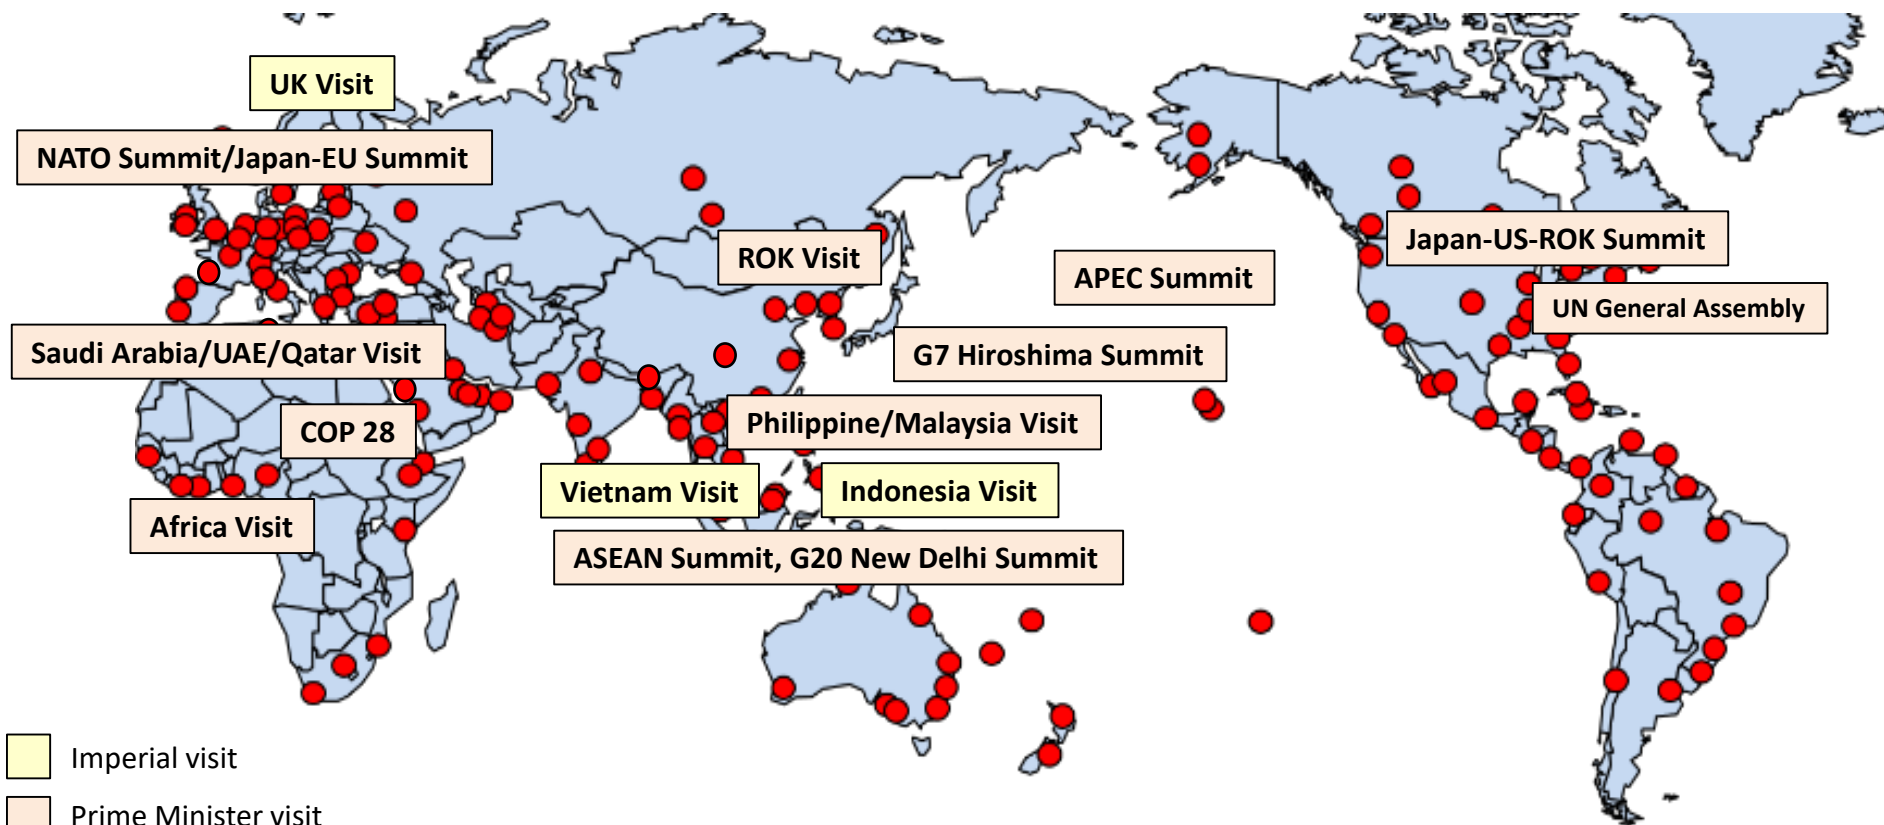 UK Visit
NATO Summit/Japan-EU Summit
Japan-US-ROK Summit
ROK Visit
APEC Summit
UN General Assembly
Saudi Arabia/UAE/Qatar Visit
G7 Hiroshima Summit
COP 28
Philippine/Malaysia Visit
Vietnam Visit
Indonesia Visit
Africa Visit
ASEAN Summit, G20 New Delhi Summit
Imperial visit
Prime Minister visit